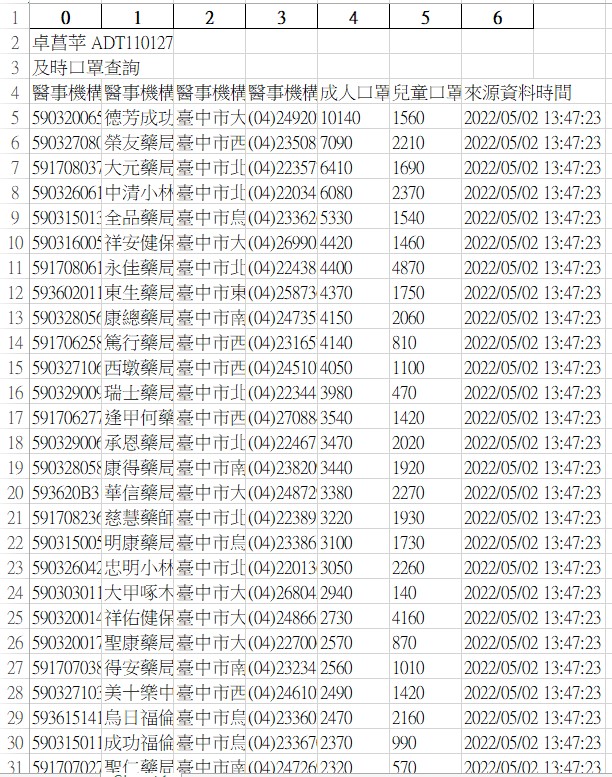 1 0 1 2 3 4 5 6
2 卓菖苹 ADT110127
3 及時口罩查詢
4 醫事機構 醫事機構 醫事機構 醫事機構 成人口罩 兒童口罩 來源資料時間
5 59032006 德芳成功 臺中市大 (04)24920 10140 1560 2022/05/02 13:47:23
6 59032708 榮友藥局 臺中市西 (04)23508 7090 2210 2022/05/02 13:47:23
7 59170803 大元藥局 臺中市北 (04)22357 6410 1690 2022/05/02 13:47:23
8 59032606 中清小林 臺中市北 (04)22034 6080 2370 2022/05/02 13:47:23
9 59031501 全品藥局 臺中市烏 (04)23362 5330 1540 2022/05/02 13:47:23
10 59031600 祥安健保 臺中市大 (04)26990 4420 1460 2022/05/02 13:47:23
11 59170806 永佳藥局 臺中市北 (04)22438 4400 4870 2022/05/02 13:47:23
12 59360201 東生藥局 臺中市東 (04)25873 4370 1750 2022/05/02 13:47:23
13 59032805 康總藥局 臺中市南 (04)24735 4150 2060 2022/05/02 13:47:23
14 59170625 篤行藥局 臺中市西 (04)23165 4140 810 2022/05/02 13:47:23
15 59032710 西墩藥局 臺中市西 (04)24510 4050 1100 2022/05/02 13:47:23
16 59032900 瑞士藥局 臺中市北 (04)22344 3980 470 2022/05/02 13:47:23
17 59170627 逢甲何藥 臺中市西 (04)27088 3540 1420 2022/05/02 13:47:23
18 59032900 承恩藥局 臺中市北 (04)22467 3470 2020 2022/05/02 13:47:23
19 59032805 康得藥局 臺中市南 (04)23820 3440 1920 2022/05/02 13:47:23
20 593620B3 華信藥局 臺中市大 (04)24872 3380 2270 2022/05/02 13:47:23
21 59170823 慈慧藥師 臺中市北 (04)22389 3220 1930 2022/05/02 13:47:23
22 59031500 明康藥局 臺中市烏 (04)23386 3100 1730 2022/05/02 13:47:23
23 59032604 忠明小林 臺中市北 (04)22013 3050 2260 2022/05/02 13:47:23
24 59030301 大甲啄木 臺中市大 (04)26804 2940 140 2022/05/02 13:47:23
25 59032001 祥佑健保 臺中市大 (04)24866 2730 4160 2022/05/02 13:47:23
26 59032001 聖康藥局 臺中市大 (04)22700 2570 870 2022/05/02 13:47:23
27 59170703 得安藥局 臺中市南 (04)23234 2560 1010 2022/05/02 13:47:23
28 59032710 美十樂中 臺中市西 (04)24610 2490 1420 2022/05/02 13:47:23
29 59361514 烏日福倫 臺中市烏 (04)23360 2470 2160 2022/05/02 13:47:23
30 59031501 成功福倫 臺中市烏 (04)23367 2370 990 2022/05/02 13:47:23
31 59170702 聖仁藥局 臺中市南 (04)24726 2320 570 2022/05/02 13:47:23